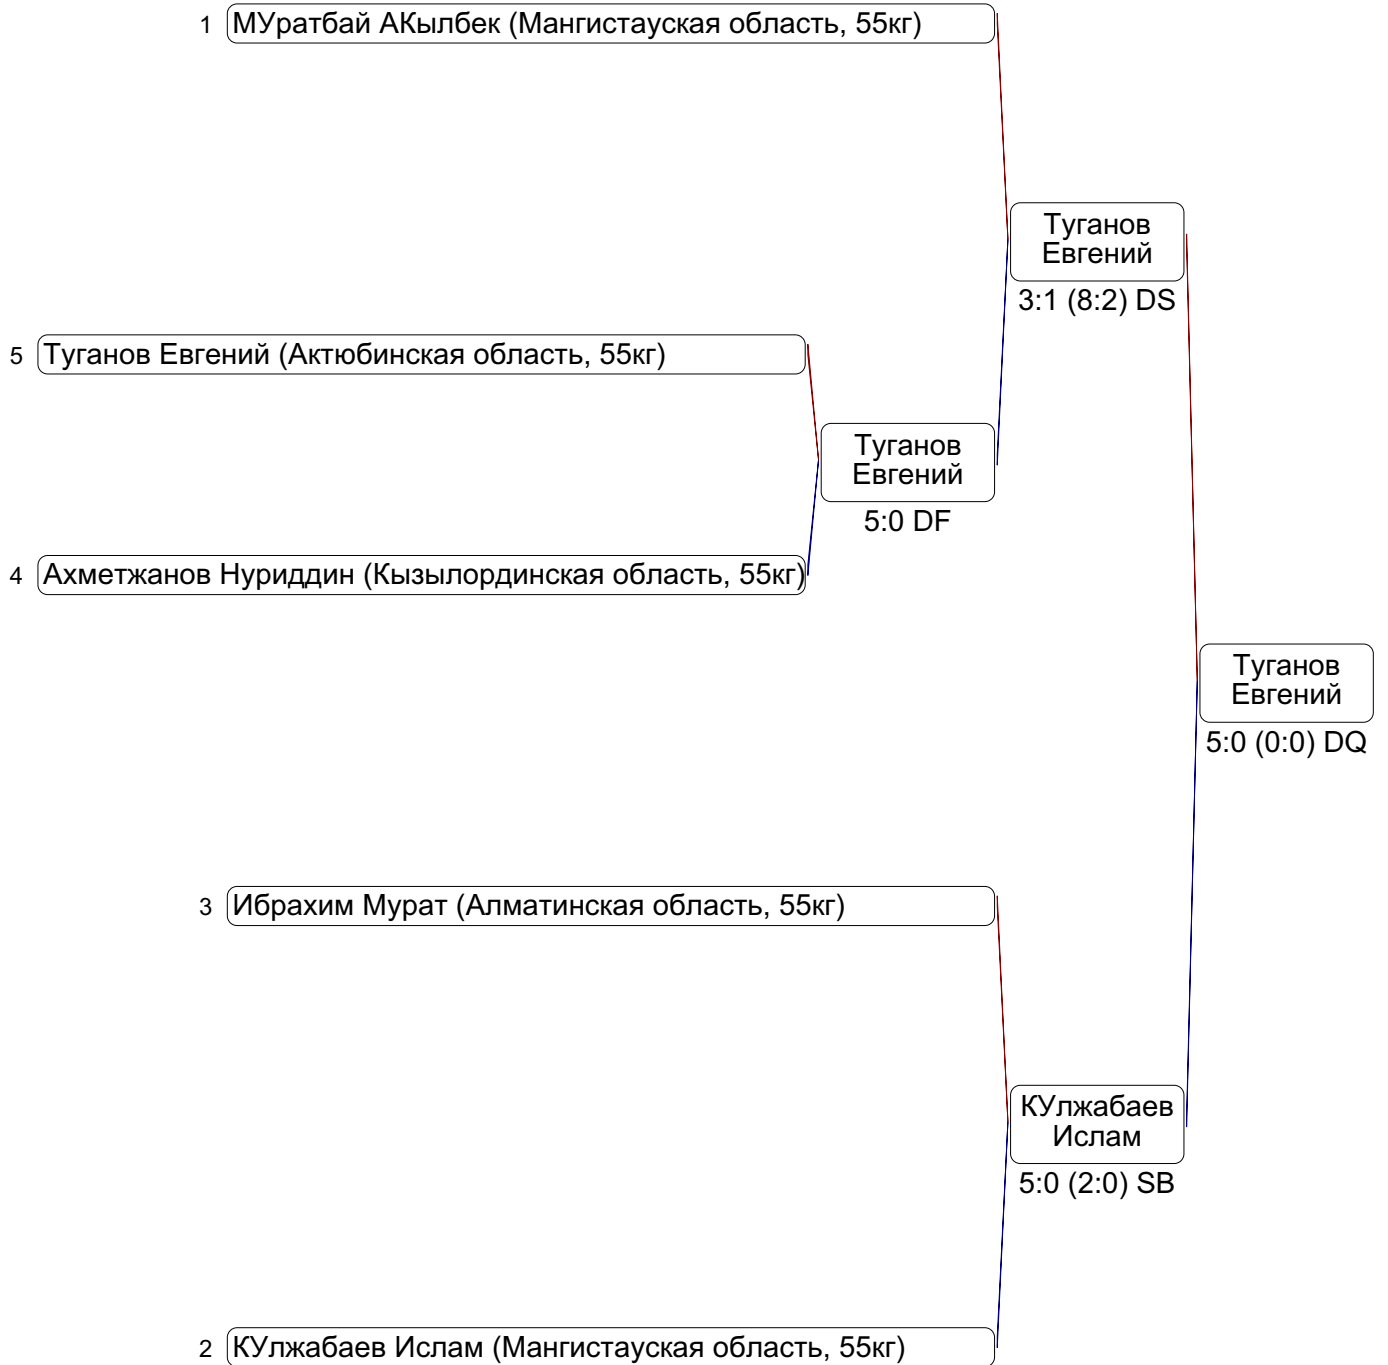 1 МУратбай АКылбек (Мангистауская область, 55кг)
Туганов
Евгений
3:1 (8:2) DS
5 Туганов Евгений (Актюбинская область, 55кг)
Туганов
Евгений
5:0 DF
4 Ахметжанов Нуриддин (Кызылординская область, 55кг)
Туганов
Евгений
5:0 (0:0) DQ
3 Ибрахим Мурат (Алматинская область, 55кг)
КУлжабаев
Ислам
5:0 (2:0) SB
2 КУлжабаев Ислам (Мангистауская область, 55кг)